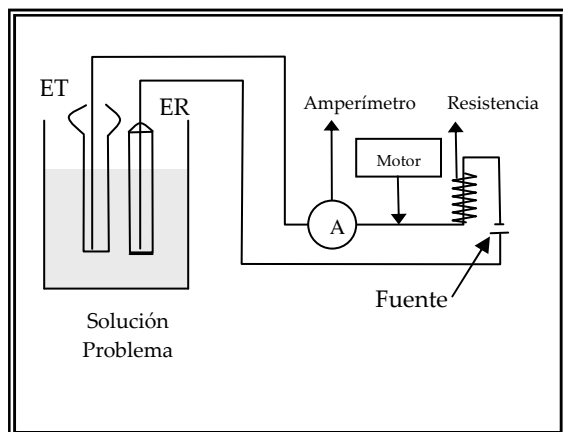 ET
ER
Amperímetro
Resistencia
Motor
A
Fuente
Solución
Problema